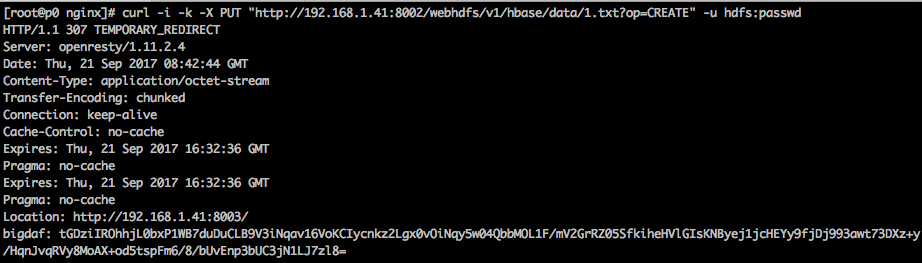 [root@p0 nginx]# curl -i -k -X PUT "http://192.168.1.41:8002/webhdfs/v1/hbase/data/1.txt?op=CREATE" -u hdfs:passwd
HTTP/1.1 307 TEMPORARY_REDIRECT
Server: openresty/1.11.2.4
Date: Thu, 21 Sep 2017 08:42:44 GMT
Content-Type: application/octet-stream
Transfer-Encoding: chunked
Connection: keep-alive
Cache-Control: no-cache
Expires: Thu, 21 Sep 2017 16:32:36 GMT
Pragma: no-cache
Expires: Thu, 21 Sep 2017 16:32:36 GMT
Pragma: no-cache
Location: http://192.168.1.41:8003/
bigdaf: tGDziIROhhjL0bxP1WB7duDuCLB9V3iNqav16VoKCIycnkz2Lgx0vOiNqy5w04QbbMOL1F/mV2GrRZ05SfkiheHVlGIsKNByej1jcHEYy9fjDj993awt73DXz+y
/HqnJvqRVy8MoAX+od5tspFm6/8/bUvEnp3bUC3jN1LJ7zl8=